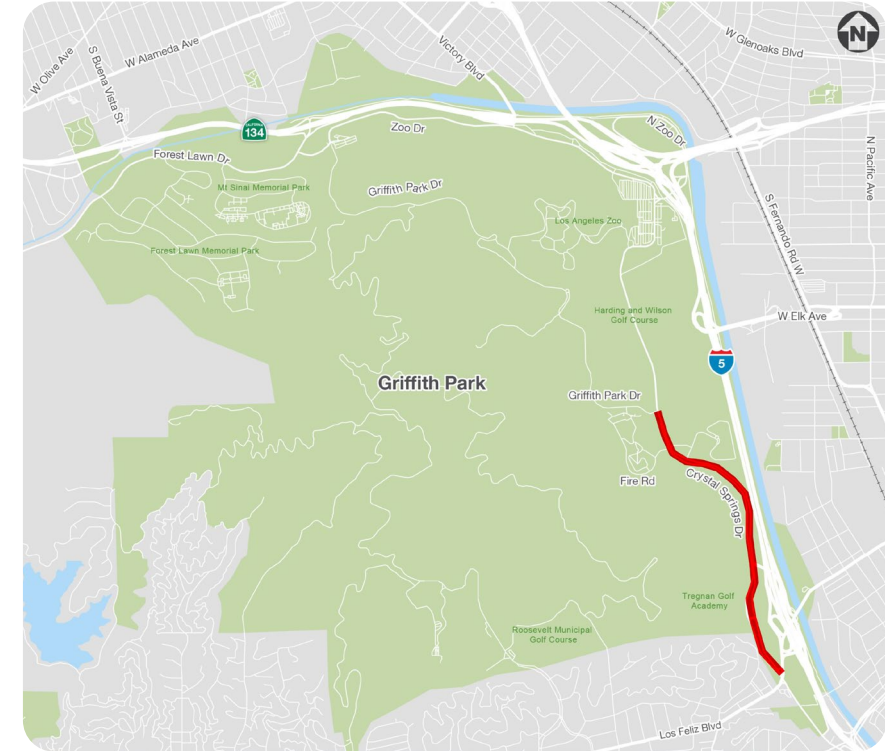 N
W Olive Ave
S Buena Vista St
W Alameda Ave
Victory Blvd
W Glenoaks Blvd
CALIFORNIA
134
Zoo Dr
N Zoo Dr
Forest Lawn Dr
N Pacific Ave
Mt Sinai Memorial Park
Griffith Park Dr
S Fernando Rd W
Los Angeles Zoo
Forest Lawn Memorial Park
Harding and Wilson
Golf Course
W Elk Ave
5
Griffith Park
Griffith Park Dr
Fire Rd
Crystal Springs Dr
Tregnan Golf
Academy
Roosevelt Municipal
Golf Course
Los Feliz Blvd